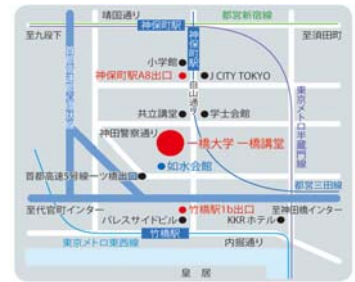 靖国通り
都営新宿線
至九段下
神保町駅
至須田町
神保町駅
小学館
神保町駅A8出口
J CITY TOKYO
白山通り
東京メトロ半蔵門線
共立講堂
学士会館
神田警察通り
一橋大学 一橋講堂
如水会館
首都高速5号線一ツ橋出口
都営三田線
至代官町インター
竹橋駅1b出口
至神田橋インター
パレスサイドビル
KKRホテル
竹橋駅
東京メトロ東西線
内掘通り
皇 居